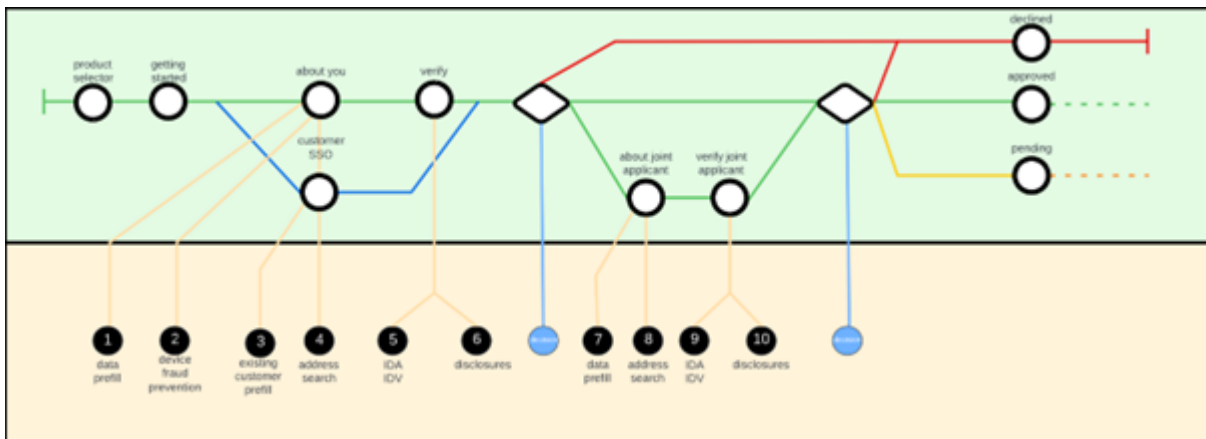 declined
product
selector
getting
started
about you
verify
approved
customer
SSO
about joint
applicant
verify joint
applicant
pending
1
2
3
4
5
6
7
8
9
10
data
prefill
device
fraud
prevention
existing
customer
prefill
address
search
IDA
IDV
disclosures
data
prefill
address
search
IDA
IDV
disclosures